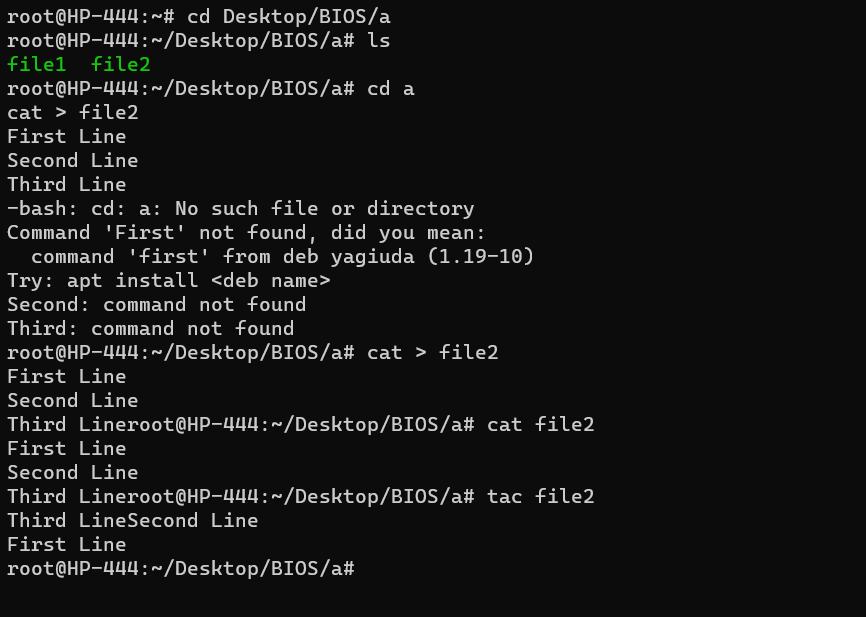 root@HP-444:~# cd Desktop/BIOS/a
root@HP-444:~/Desktop/BIOS/a# ls
file1  file2
root@HP-444:~/Desktop/BIOS/a# cd a
cat > file2
First Line
Second Line
Third Line
-bash: cd: a: No such file or directory
Command 'First' not found, did you mean:
  command 'first' from deb yagiuda (1.19-10)
Try: apt install <deb name>
Second: command not found
Third: command not found
root@HP-444:~/Desktop/BIOS/a# cat > file2
First Line
Second Line
Third Lineroot@HP-444:~/Desktop/BIOS/a# cat file2
First Line
Second Line
Third Lineroot@HP-444:~/Desktop/BIOS/a# tac file2
Third LineSecond Line
First Line
root@HP-444:~/Desktop/BIOS/a#